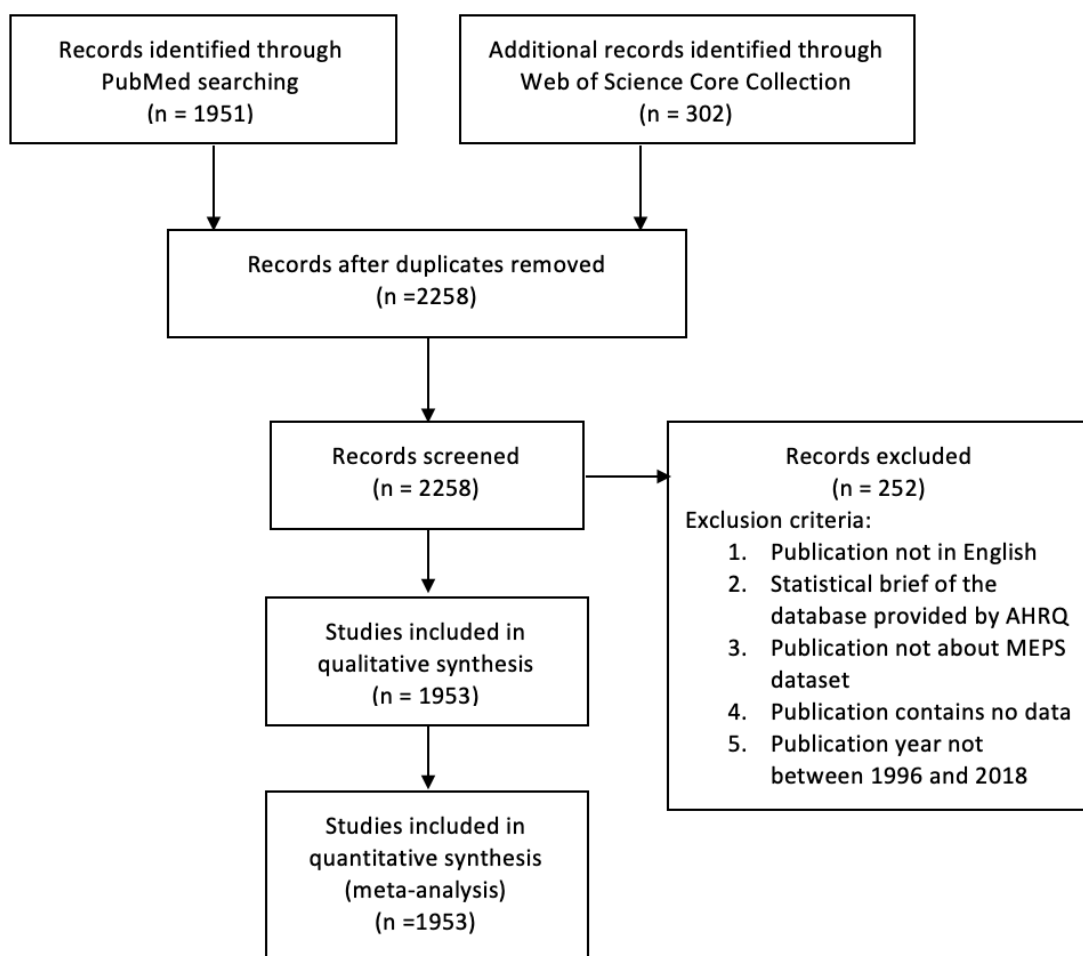 Records identified through
PubMed searching
(n = 1951)
Additional records identified through
Web of Science Core Collection
(n = 302)
Records after duplicates removed
(n =2258)
Records screened
(n = 2258)
Records excluded
(n = 252)
Exclusion criteria:
1. Publication not in English
2. Statistical brief of the
database provided by AHRQ
3. Publication not about MEPS
dataset
4. Publication contains no data
5. Publication year not
between 1996 and 2018
Studies included in
qualitative synthesis
(n = 1953)
Studies included in
quantitative synthesis
(meta-analysis)
(n =1953)